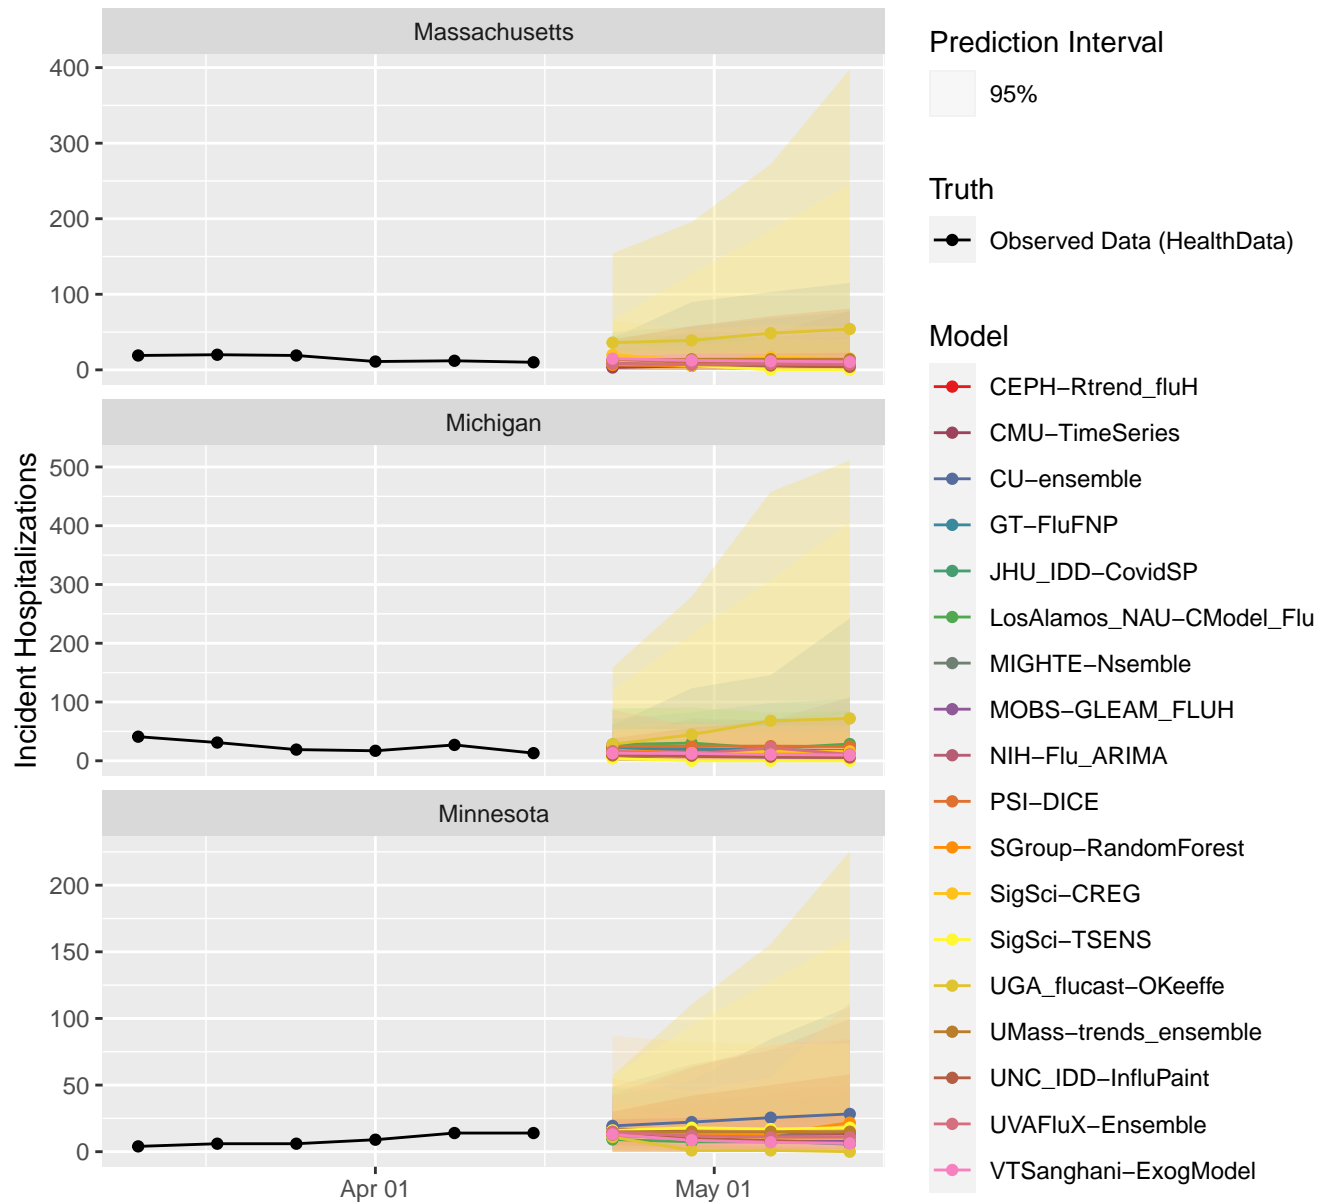 Massachusetts
400
300
200
100
0
Michigan
500
400
300
200
100
0
Minnesota
200
150
100
50
0
Apr 01
May 01
Incident Hospitalizations
Prediction Interval
95%
Truth
Observed Data (HealthData)
Model
CEPH−Rtrend_fluH
CMU−TimeSeries
CU−ensemble
GT−FluFNP
JHU_IDD−CovidSP
LosAlamos_NAU−CModel_Flu
MIGHTE−Nsemble
MOBS−GLEAM_FLUH
NIH−Flu_ARIMA
PSI−DICE
SGroup−RandomForest
SigSci−CREG
SigSci−TSENS
UGA_flucast−OKeeffe
UMass−trends_ensemble
UNC_IDD−InfluPaint
UVAFluX−Ensemble
VTSanghani−ExogModel